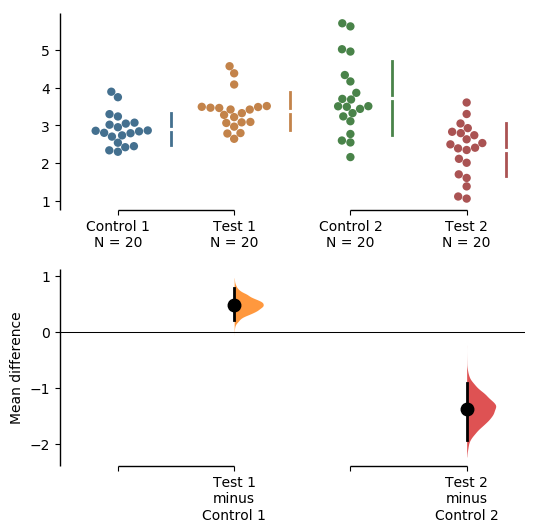 5
4
3
2
1
Control 1
N = 20
Test 1
N = 20
Control 2
N = 20
Test 2
N = 20
Mean difference
1
0
−1
−2
Test 1
minus
Control 1
Test 2
minus
Control 2